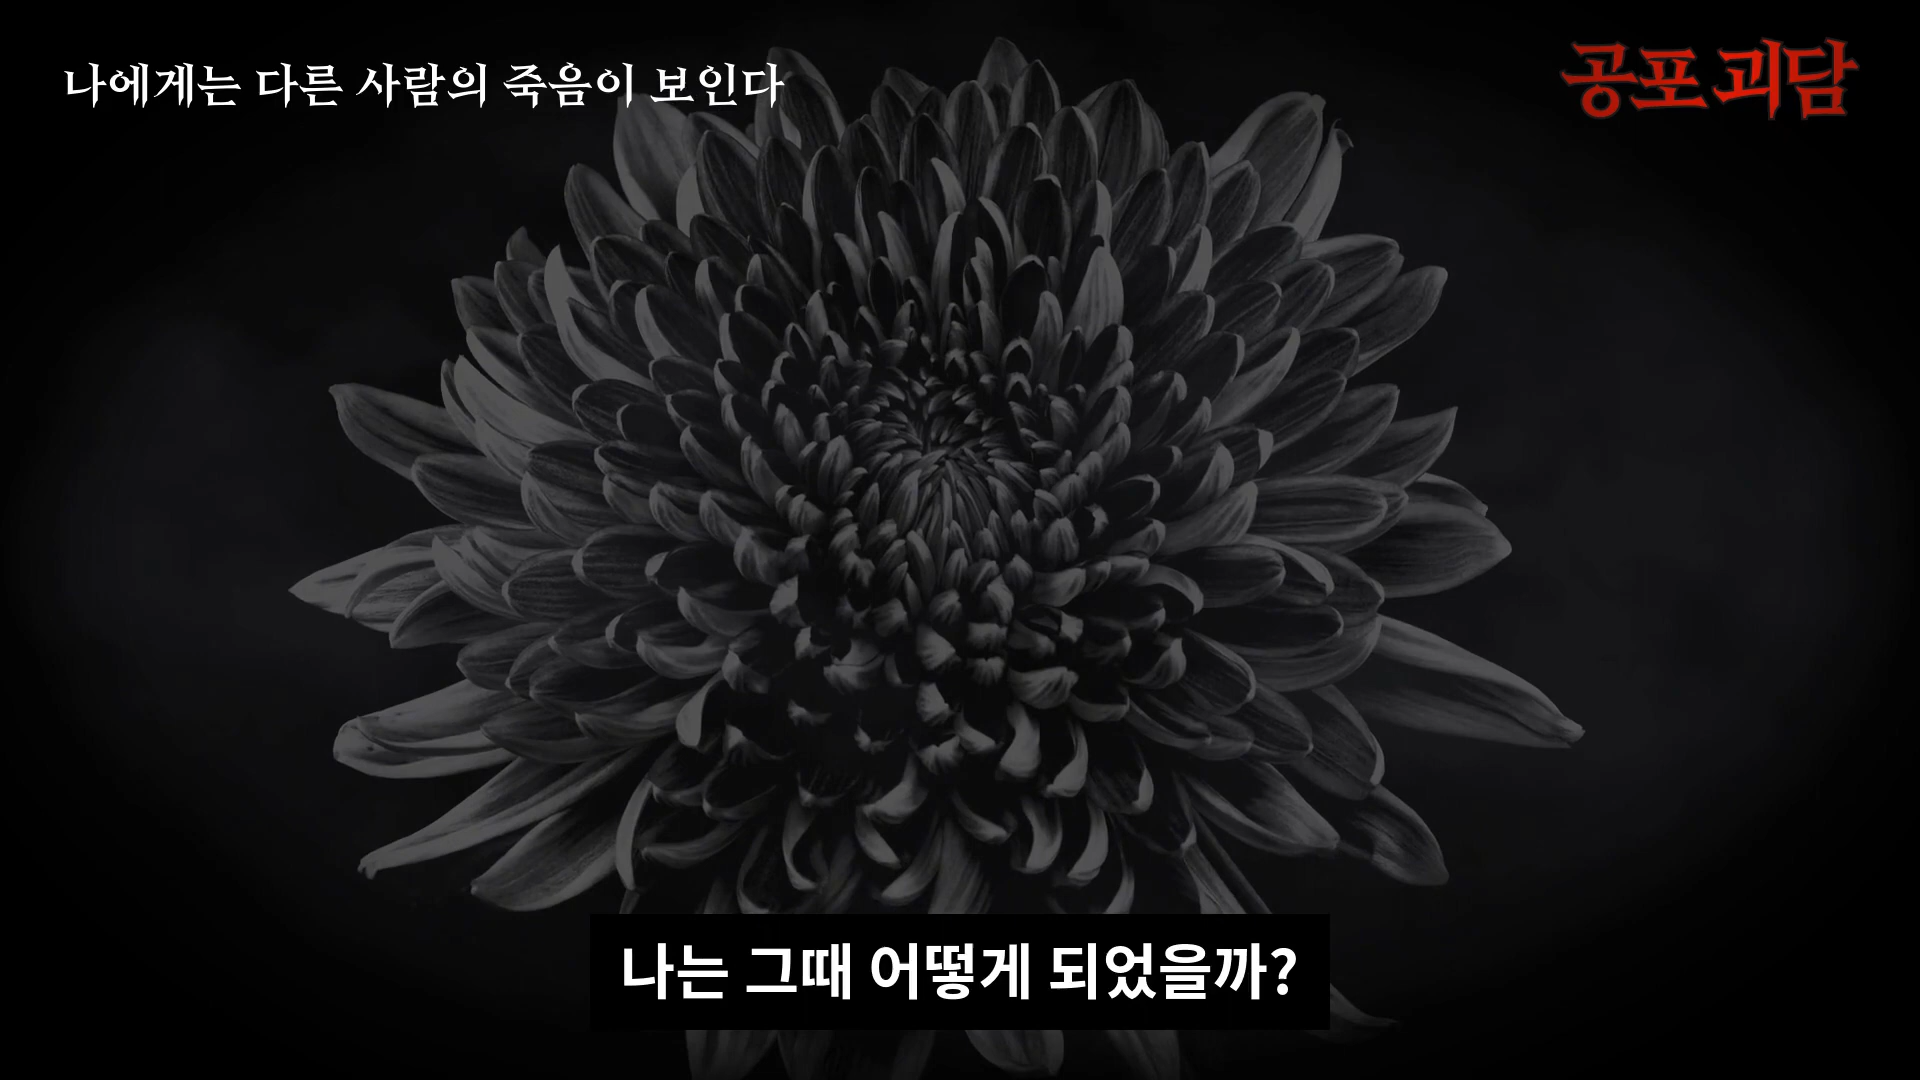 나에게는 다른 사람의 죽음이 보인다
공포 괴담
나는 그때 어떻게 되었을까?